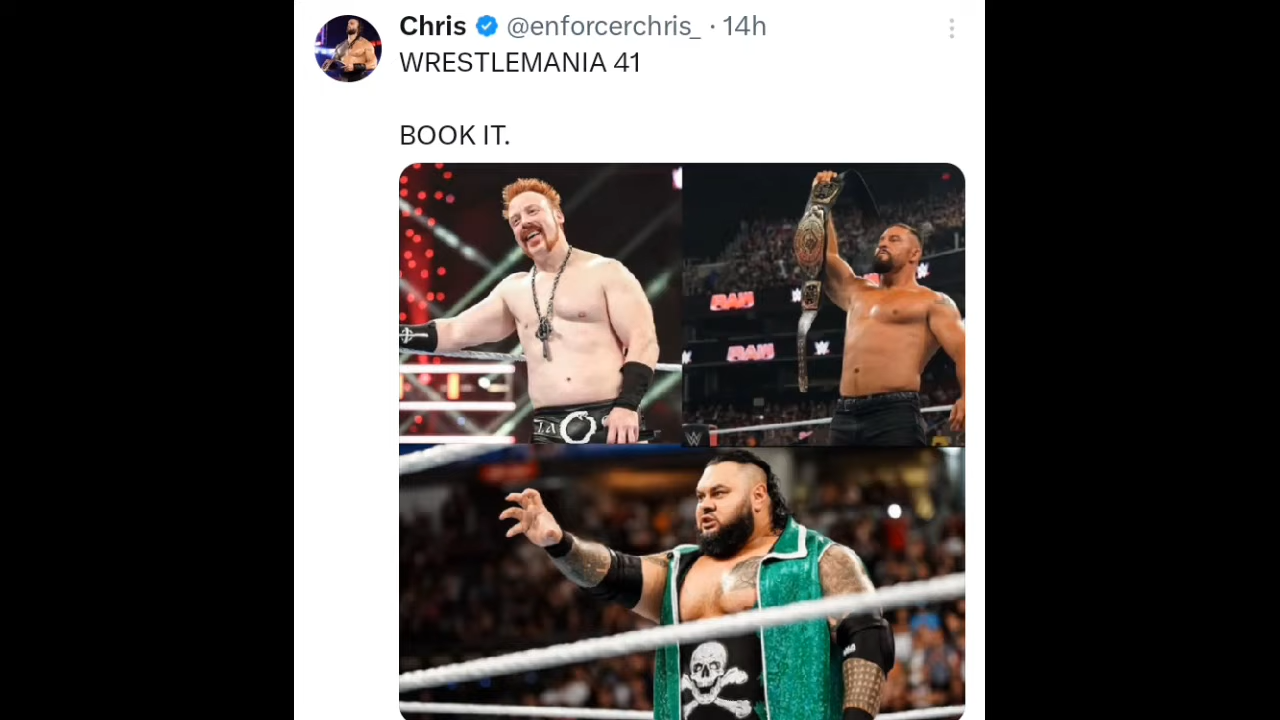 Chris @enforcerchris_ · 14h
WRESTLEMANIA 41
BOOK IT.
RAW
RAW